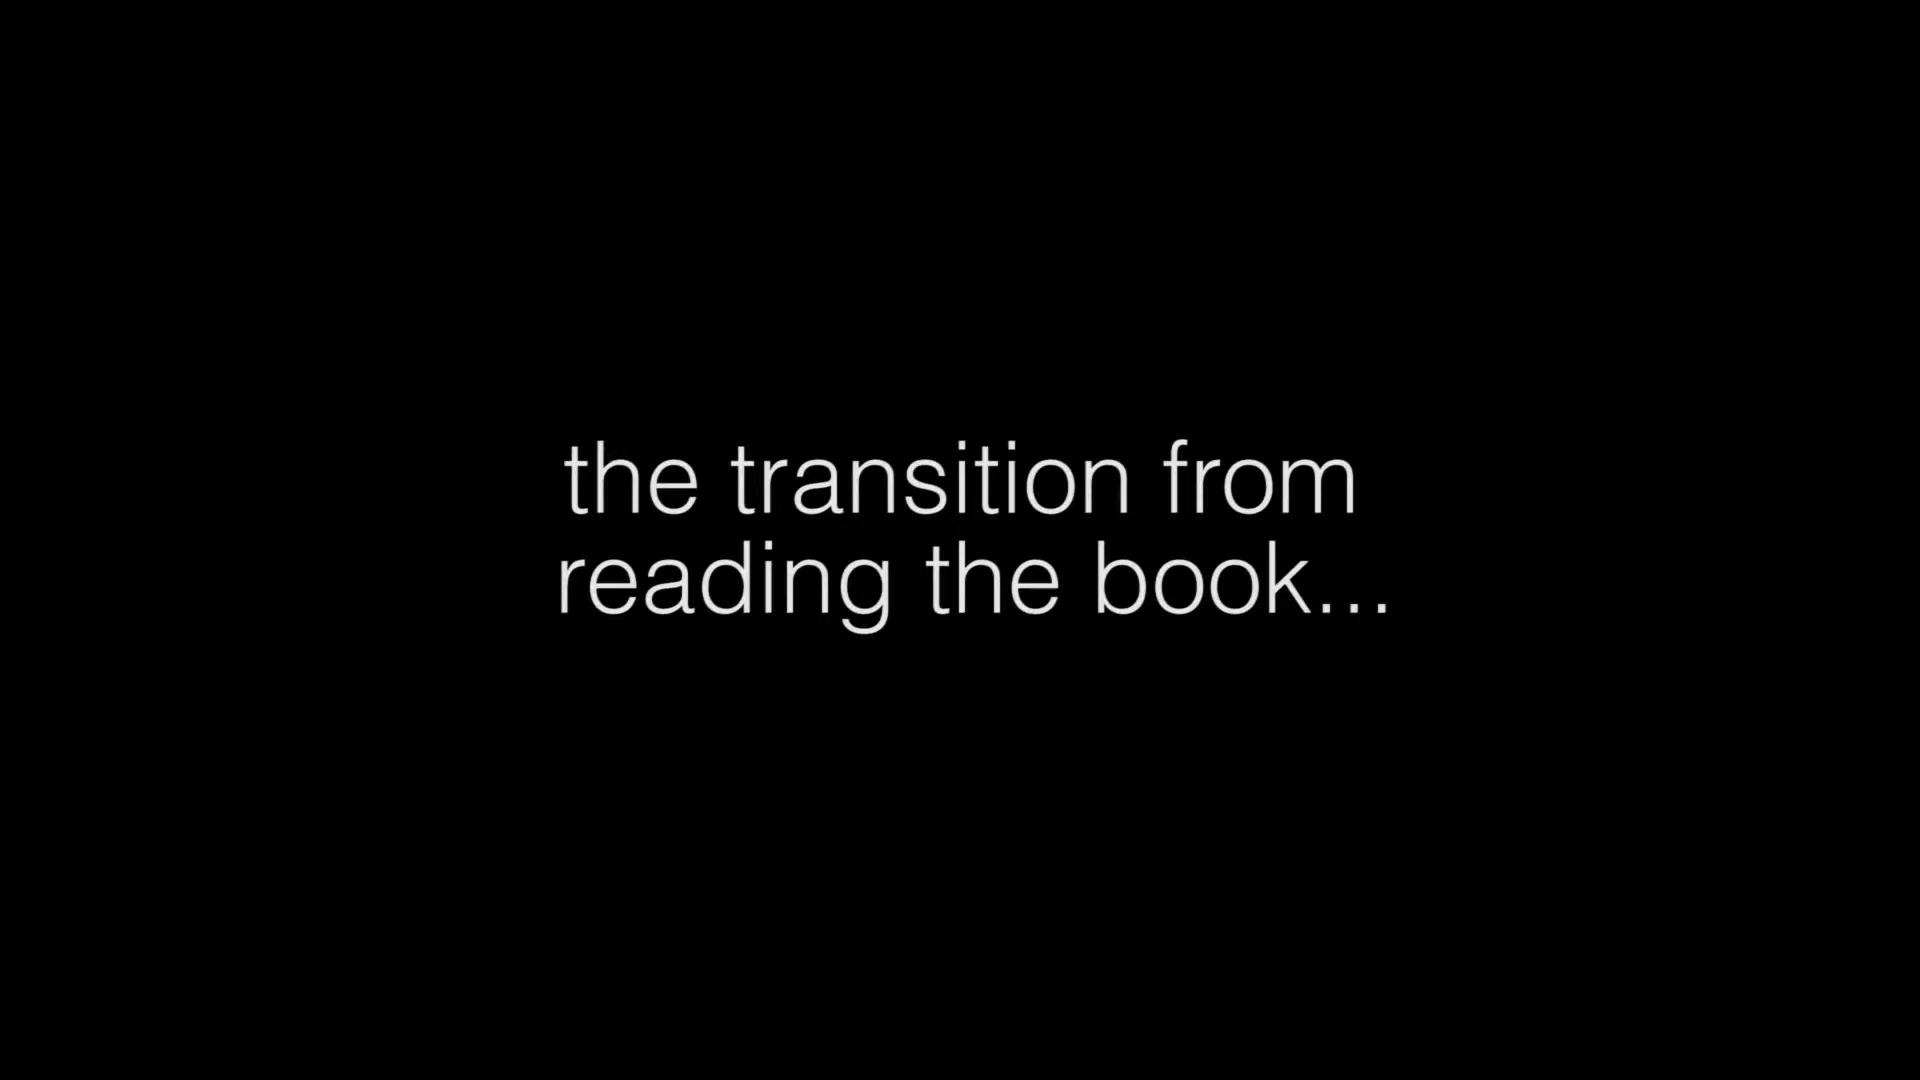 the transition from
reading the book...